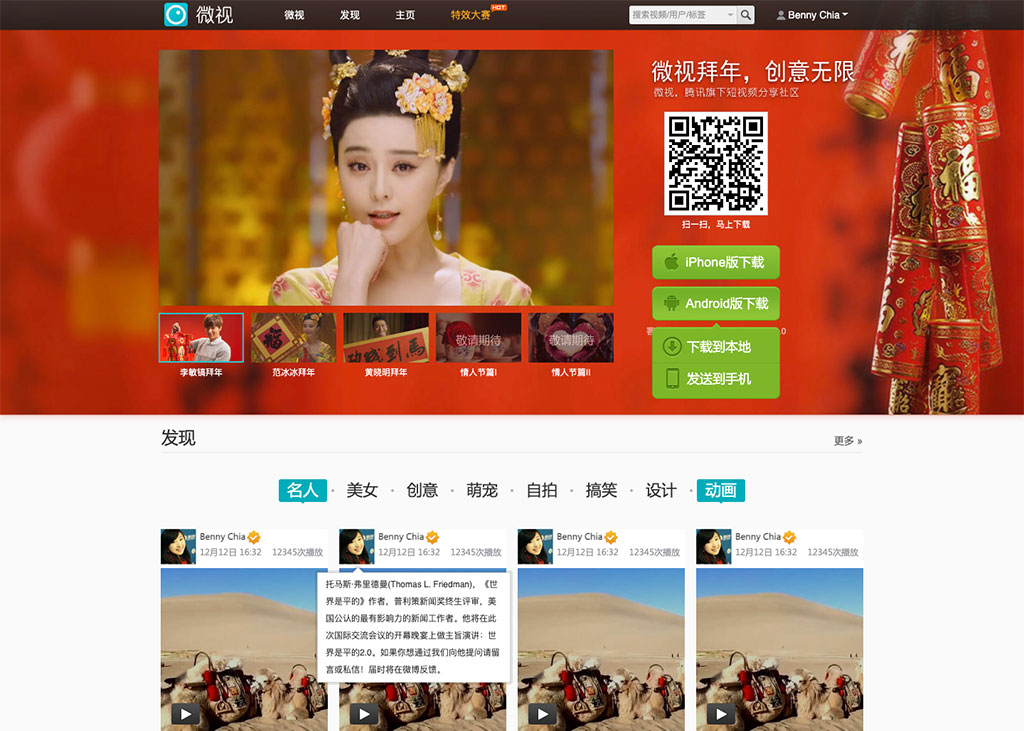 微视
微视
发现
主页
特效大赛
HOT
搜索视频/用户/标签
Benny Chia
微视拜年，创意无限
微视，腾讯旗下短视频分享社区
扫一扫，马上下载
iPhone版下载
Android版下载
下载到本地
发送到手机
福
功成到馬
敬请期待
敬请期待
李敏镐拜年
范冰冰拜年
黄晓明拜年
情人节篇I
情人节篇II
发现
更多 »
名人 · 美女 · 创意 · 萌宠 · 自拍 · 搞笑 · 设计 · 动画
Benny Chia
12月12日 16:32 12345次播放
Benny Chia
12月12日 16:32 12345次播放
Benny Chia
12月12日 16:32 12345次播放
Benny Chia
12月12日 16:32 12345次播放
托马斯·弗里德曼(Thomas L. Friedman)，《世
界是平的》作者，普利策新闻奖终生评审，美
国公认的最有影响力的新闻工作者。他将在此
次国际交流会议的开幕晚宴上做主旨演讲：世
界是平的2.0。如果你想通过我们向他提问请留
言或私信！届时将在微博反馈。